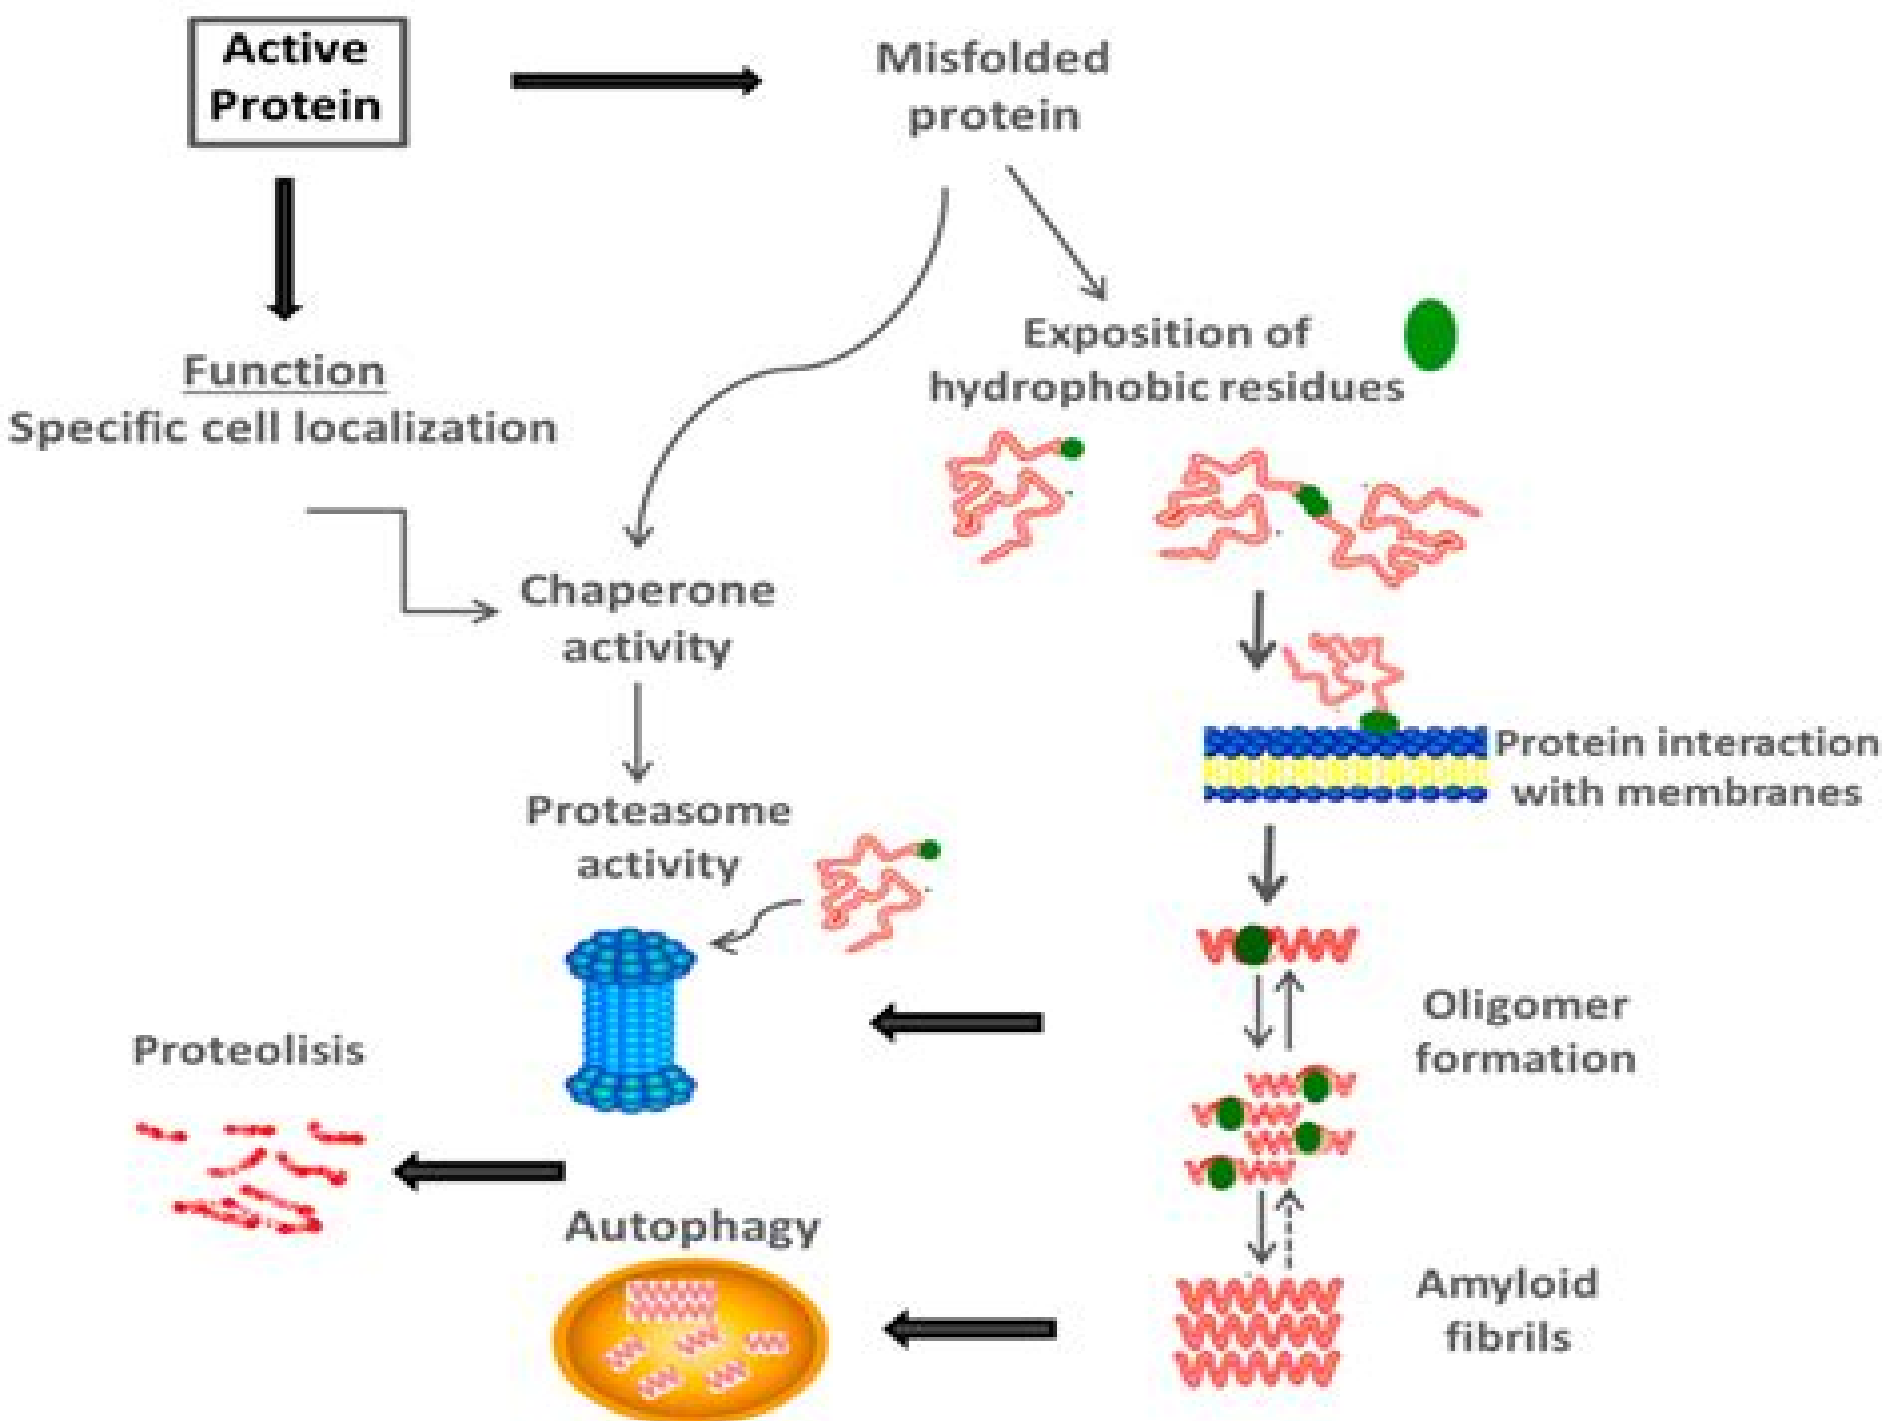 Active
Protein
Misfolded
protein
Function
Specific cell localization
Exposition of
hydrophobic residues
Chaperone
activity
Protein interaction
with membranes
Proteasome
activity
Oligomer
formation
Proteolisis
Autophagy
Amyloid
fibrils